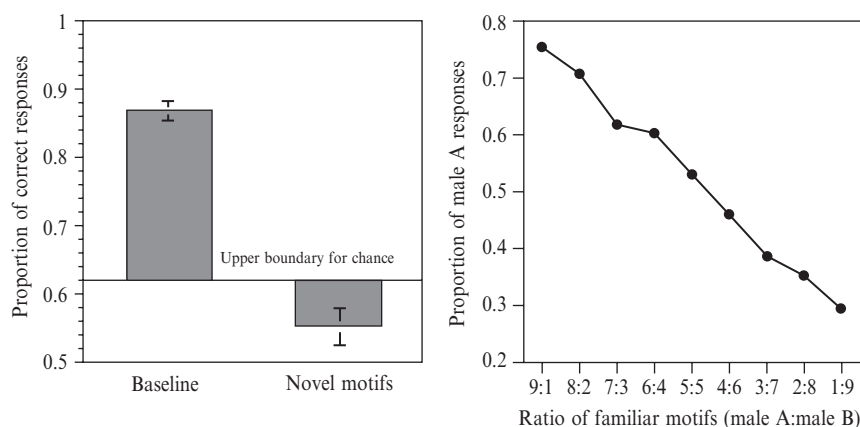 Proportion of correct responses
1
0.9
0.8
0.7
0.6
0.5
Upper boundary for chance
Baseline
Novel motifs
Proportion of male A responses
0.8
0.7
0.6
0.5
0.4
0.3
0.2
9:1 8:2 7:3 6:4 5:5 4:6 3:7 2:8 1:9
Ratio of familiar motifs (male A:male B)